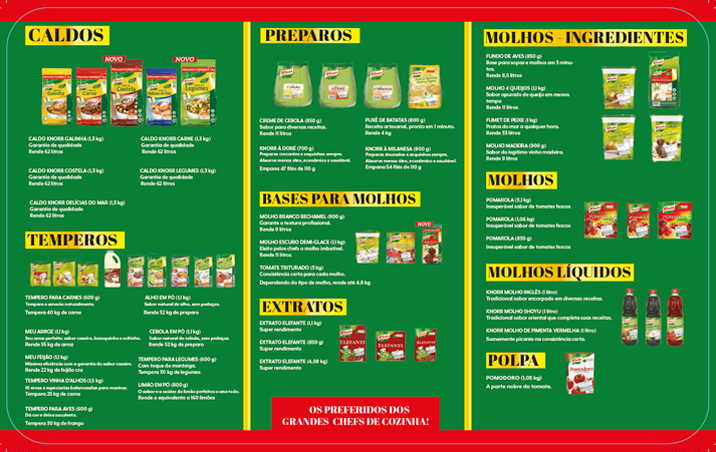 CALDOS
NOVO
NOVO
CALDO KNORR GALINHA (1,3 kg)
Garantia de qualidade
Rende 62 litros
CALDO KNORR CARNE (1,3 kg)
Garantia de qualidade
Rende 62 litros
CALDO KNORR COSTELA (1,3 kg)
Garantia de qualidade
Rende 62 litros
CALDO KNORR LEGUMES (1,3 kg)
Garantia de qualidade
Rende 62 litros
CALDO KNORR DELÍCIAS DO MAR (1,3 kg)
Garantia de qualidade
Rende 62 litros
TEMPEROS
TEMPERO PARA CARNES (600 g)
Tempera e amacia naturalmente.
Tempera 40 kg de carne
ALHO EM PÓ (1,1 kg)
Sabor natural do alho, sem pedaços.
Rende 52 kg de preparo
MEU ARROZ (1,1 kg)
Seu arroz perfeito: sabor caseiro, branquinho e soltinho.
Rende 55 kg de arroz
CEBOLA EM PÓ (1,1 kg)
Sabor natural de cebola, sem pedaços.
Rende 52 kg de preparo
MEU FEIJÃO (1,1 kg)
Máxima eficiência com a garantia do sabor caseiro.
Rende 22 kg de feijão cru
TEMPERO PARA LEGUMES (600 g)
Com toque de manteiga.
Tempera 30 kg de legumes
TEMPERO VINHA D'ALHOS (1,5 kg)
10 ervas e especiarias balanceadas para marinar.
Tempera 25 kg de carne
LIMÃO EM PÓ (800 g)
O sabor e a acidez do limão perfeitos o ano todo.
Rende o equivalente a 160 limões
TEMPERO PARA AVES (600 g)
Dá cor e deixa suculento.
Tempera 30 kg de frango
PREPAROS
CREME DE CEBOLA (850 g)
Sabor para diversas receitas.
Rende 11 litros
PURÊ DE BATATAS (800 g)
Receita artesanal, pronto em 1 minuto.
Rende 4 kg
KNORR À DORÊ (700 g)
Preparos crocantes e sequinhos sempre.
Absorve menos óleo, econômico e saudável.
Empana 47 filés de 110 g
KNORR À MILANESA (800 g)
Preparos dourados e sequinhos sempre.
Absorve menos óleo, econômico e saudável.
Empana 54 filés de 110 g
BASES PARA MOLHOS
MOLHO BRANCO BECHAMEL (900 g)
Garante a textura profissional.
Rende 9 litros
NOVO
MOLHO ESCURO DEMI-GLACE (1,1 kg)
Eleito pelos chefs o molho imbatível.
Rende 11 litros
TOMATE TRITURADO (3 kg)
Consistência certa para cada molho.
Dependendo do tipo de molho, rende até 4,8 kg
EXTRATOS
EXTRATO ELEFANTE (1,1 kg)
Super rendimento
EXTRATO ELEFANTE (850 g)
Super rendimento
EXTRATO ELEFANTE (4,08 kg)
Super rendimento
OS PREFERIDOS DOS
GRANDES CHEFS DE COZINHA!
MOLHOS - INGREDIENTES
FUNDO DE AVES (850 g)
Base para sopas e molhos em 3 minu-
tos.
Rende 8,5 litros
MOLHO 4 QUEIJOS (1,1 kg)
Sabor apurado de queijo em menos
tempo
Rende 11 litros
FUMET DE PEIXE (1 kg)
Pratos do mar a qualquer hora.
Rende 33 litros
MOLHO MADEIRA (900 g)
Sabor do legítimo vinho madeira.
Rende 9 litros
MOLHOS
POMAROLA (3,1 kg)
Insuperável sabor de tomates fescos
POMAROLA (1,06 kg)
Insuperável sabor de tomates fescos
POMAROLA (850 g)
Insuperável sabor de tomates fescos
MOLHOS LÍQUIDOS
KNORR MOLHO INGLÊS (1 litro)
Tradicional sabor encorpado em diversas receitas.
KNORR MOLHO SHOYU (1 litro)
Tradicional sabor oriental que completa suas receitas.
KNORR MOLHO DE PIMENTA VERMELHA (1 litro)
Suavemente picante na consistência certa.
POLPA
POMODORO (1,05 kg)
A parte nobre do tomate.